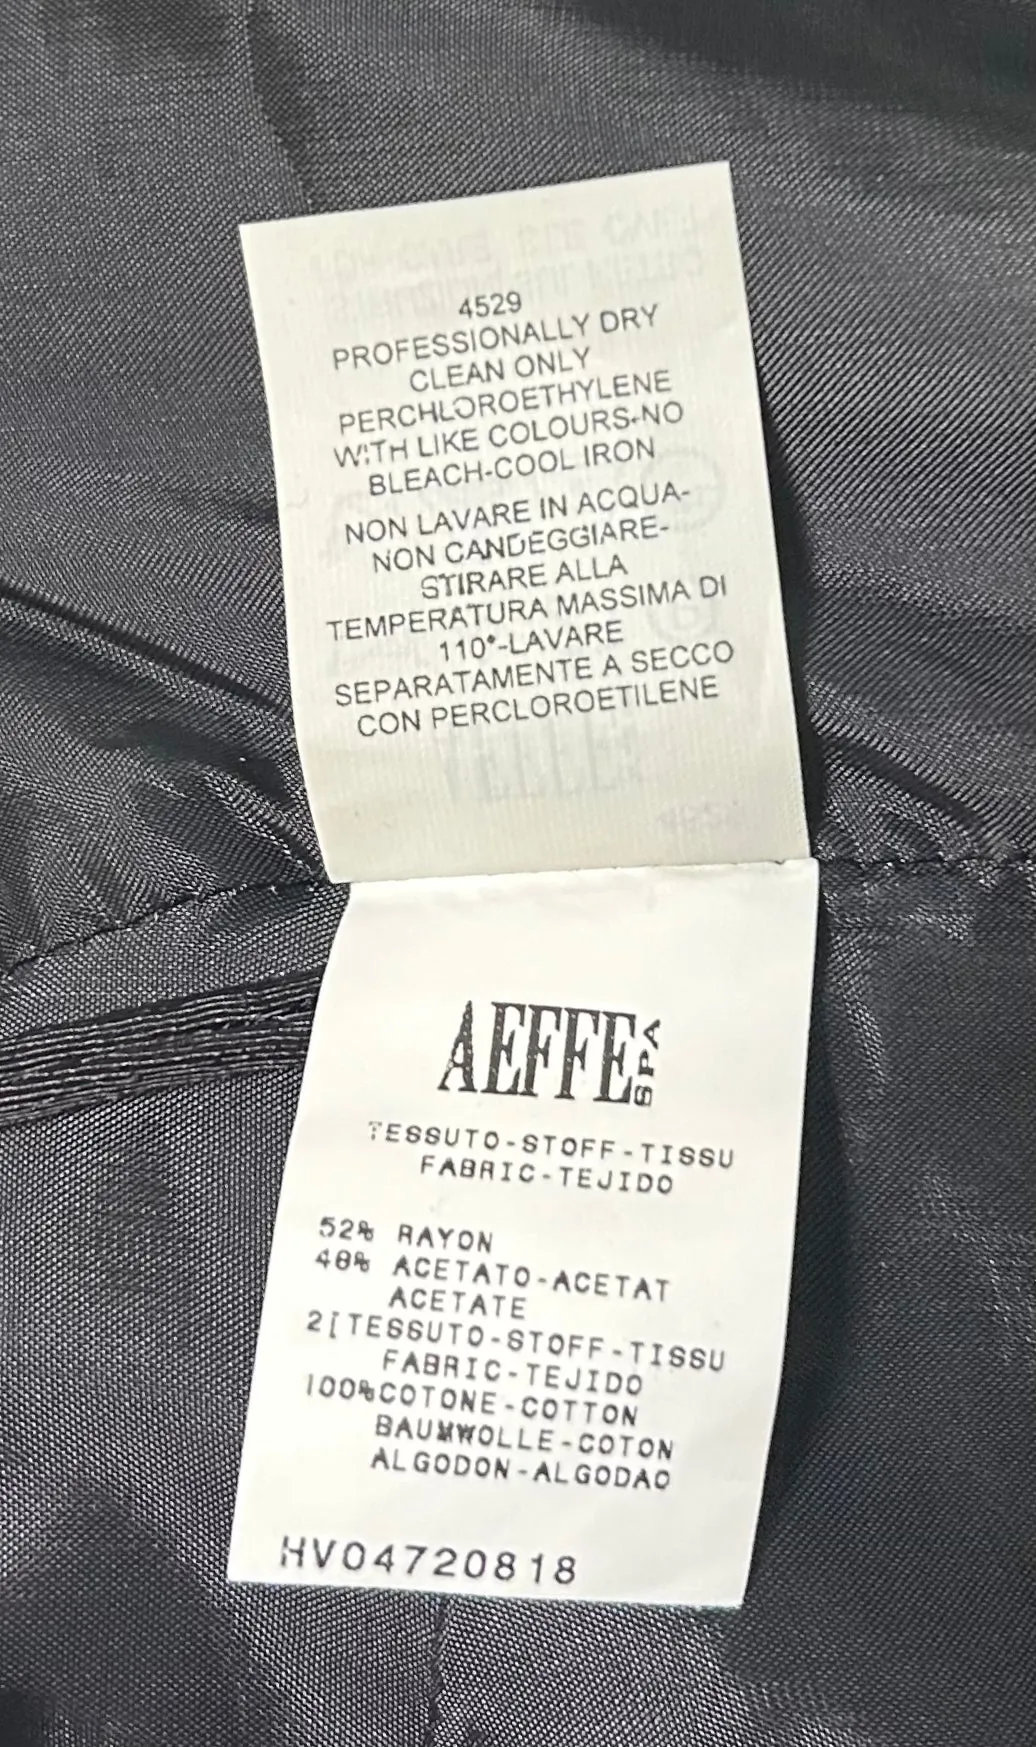 4529
PROFESSIONALLY DRY
CLEAN ONLY
PERCHLOROETHYLENE
WITH LIKE COLOURS-NO
BLEACH-COOL IRON
NON LAVARE IN ACQUA-
NON CANDEGGIARE-
STIRARE ALLA
TEMPERATURA MASSIMA DI
110°-LAVARE
SEPARATAMENTE A SECCO
CON PERCLOROETILENE
AEFFE SPA
TESSUTO-STOFF-TISSU
FABRIC-TEJIDO
52% RAYON
48% ACETATO-ACETAT
ACETATE
2[TESSUTO-STOFF-TISSU
FABRIC-TEJIDO
100%COTONE-COTTON
BAUMWOLLE-COTON
ALGODON-ALGODAO
HV04720818